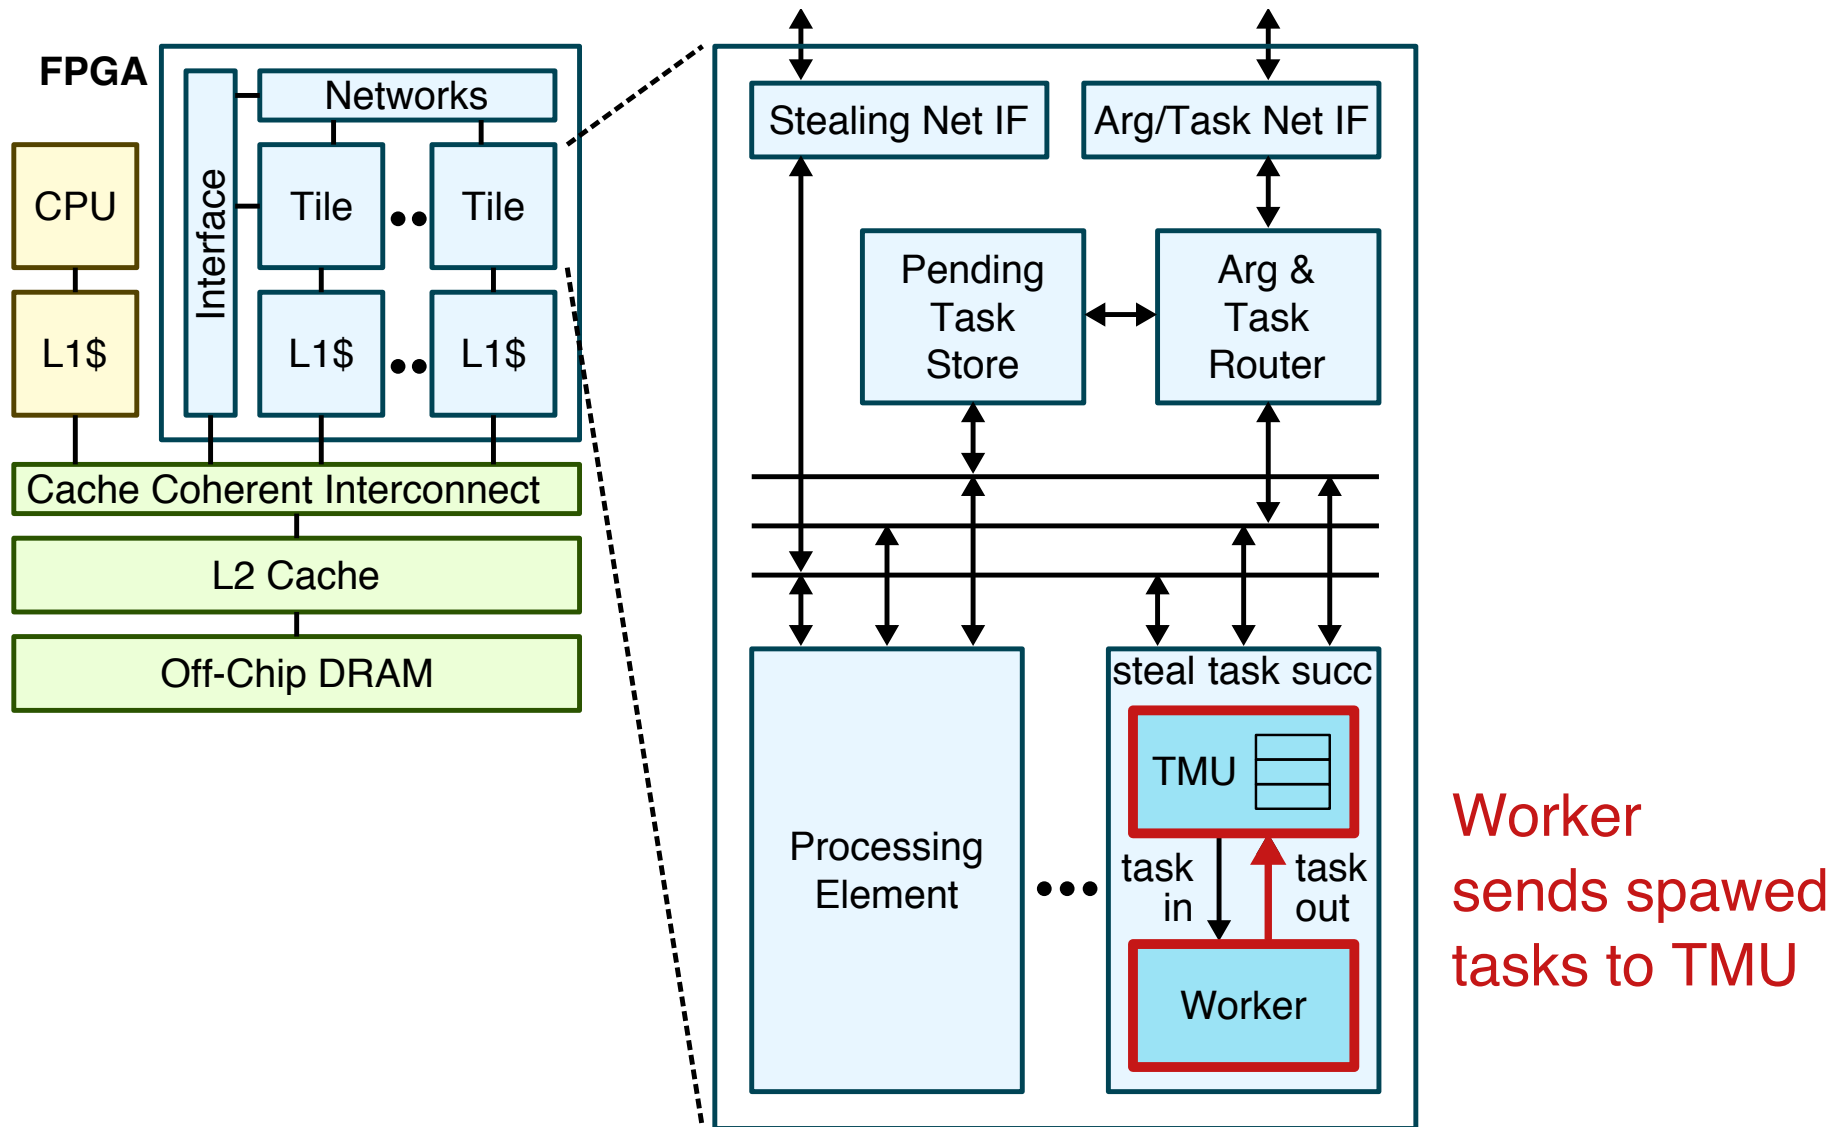 FPGA
Networks
CPU
Interface
Tile
Tile
L1$
L1$
L1$
Cache Coherent Interconnect
L2 Cache
Off-Chip DRAM
Stealing Net IF
Arg/Task Net IF
Pending
Task
Store
Arg &
Task
Router
Processing
Element
steal task succ
TMU
task
in
task
out
Worker
Worker
sends spawed
tasks to TMU